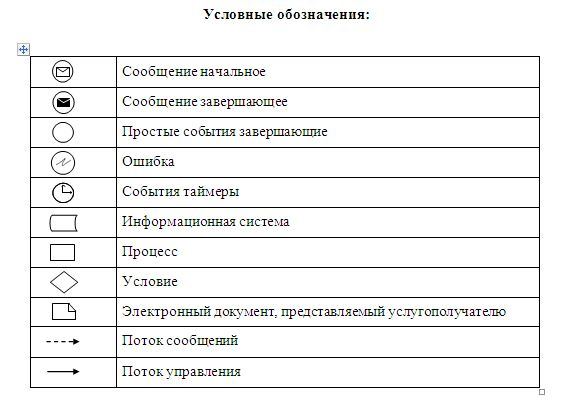 Условные обозначения:
Сообщение начальное
Сообщение завершающее
Простые события завершающие
Ошибка
События таймеры
Информационная система
Процесс
Условие
Электронный документ, представляемый услугополучателю
Поток сообщений
Поток управления